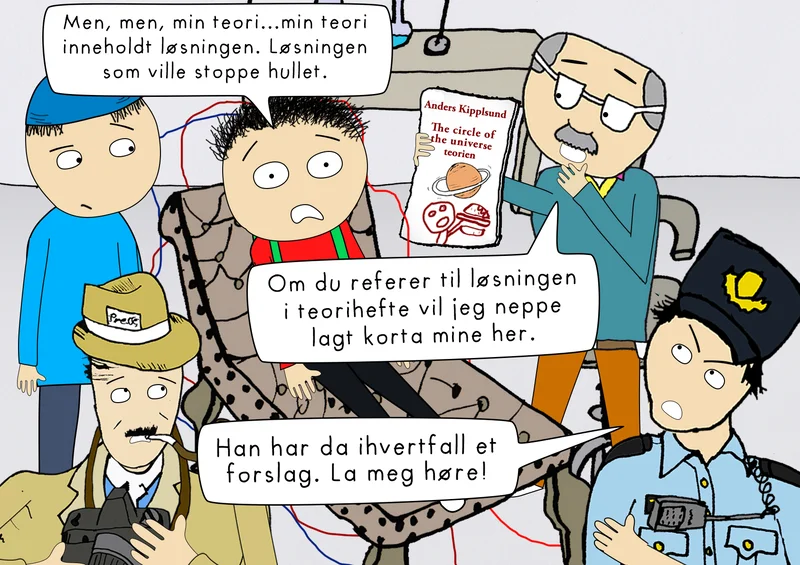 Men, men, min teori...min teori
inneholdt løsningen. Løsningen
som ville stoppe hullet.
Anders Kipplsund
The circle of
the universe
teorien
Om du referer til løsningen
i teorihefte vil jeg neppe
lagt korta mine her.
Press
Han har da ihvertfall et
forslag. La meg høre!